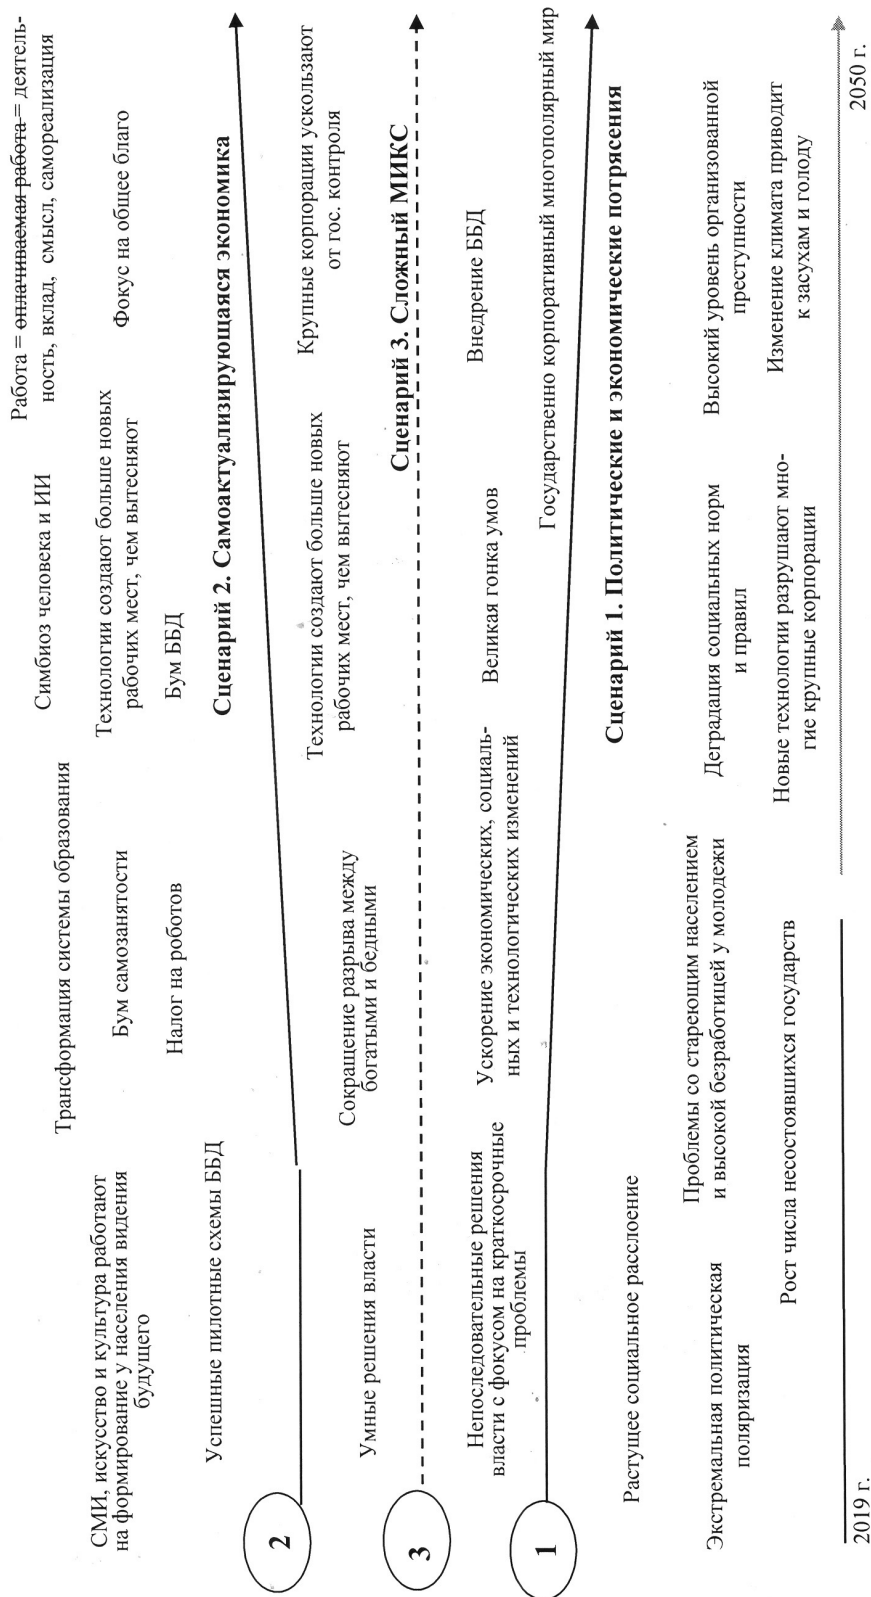 Работа = оплачиваемая работа = деятель-
ность, вклад, смысл, самореализация
Симбиоз человека и ИИ
Трансформация системы образования
СМИ, искусство и культура работают
на формирование у населения видения
будущего
Фокус на общее благо
Технологии создают больше новых
рабочих мест, чем вытесняют
Бум самозанятости
Бум ББД
Налог на роботов
Успешные пилотные схемы ББД
Сценарий 2. Самоактуализирующаяся экономика
2
Крупные корпорации ускользают
от гос. контроля
Технологии создают больше новых
рабочих мест, чем вытесняют
Сокращение разрыва между
богатыми и бедными
Умные решения власти
Сценарий 3. Сложный МИКС
3
Внедрение ББД
Великая гонка умов
Ускорение экономических, социаль-
ных и технологических изменений
Непоследовательные решения
власти с фокусом на краткосрочные
проблемы
Государственно корпоративный многополярный мир
1
Сценарий 1. Политические и экономические потрясения
Растущее социальное расслоение
Высокий уровень организованной
преступности
Деградация социальных норм
и правил
Проблемы со стареющим населением
и высокой безработицей у молодежи
Экстремальная политическая
поляризация
Изменение климата приводит
к засухам и голоду
Новые технологии разрушают мно-
гие крупные корпорации
Рост числа несостоявшихся государств
2019 г.
2050 г.